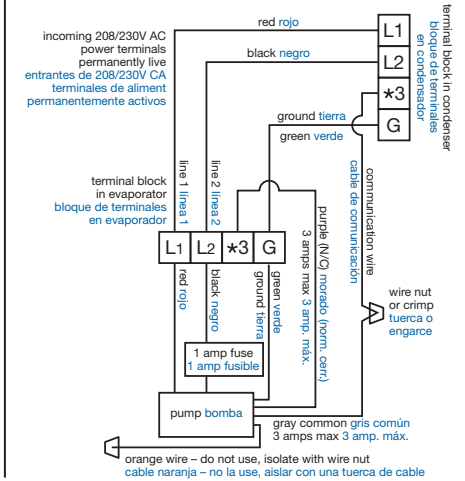 red rojo
incoming 208/230V AC
power terminals
permanently live
entrantes de 208/230V CA
terminales de aliment
permanentemente activos
black negro
L1
L2
*3
G
terminal block in condenser
bloque de terminales
en condensador
ground tierra
green verde
line 1 línea 1
line 2 línea 2
terminal block
in evaporator
bloque de terminales
en evaporador
purple (N/C) morado (norm. cerr.)
3 amps max 3 amp. máx.
communication wire
cable de comunicación
L1 L2 *3 G
red rojo
black negro
green verde
ground tierra
wire nut
or crimp
tuerca o
engarce
1 amp fuse
1 amp fusible
pump bomba
gray common gris común
3 amps max 3 amp. máx.
orange wire – do not use, isolate with wire nut
cable naranja – no la use, aislar con una tuerca de cable